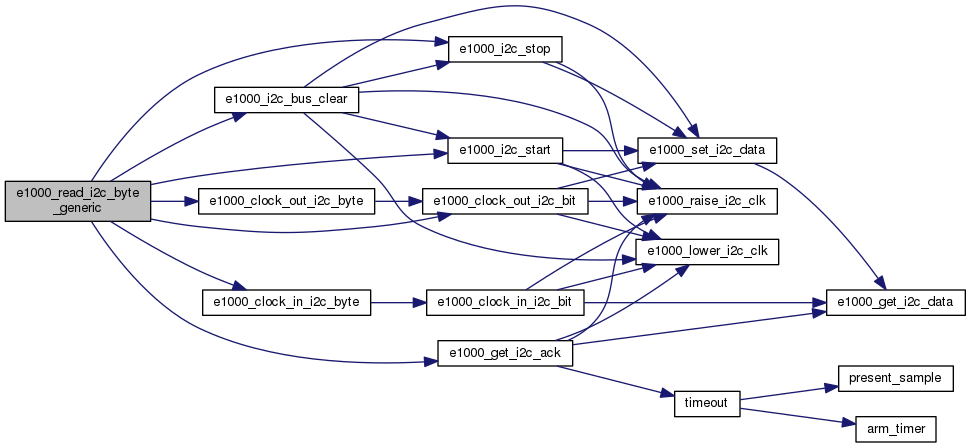 e1000_i2c_stop
e1000_i2c_bus_clear
e1000_i2c_start
e1000_set_i2c_data
e1000_read_i2c_byte
_generic
e1000_clock_out_i2c_byte
e1000_clock_out_i2c_bit
e1000_raise_i2c_clk
e1000_lower_i2c_clk
e1000_clock_in_i2c_byte
e1000_clock_in_i2c_bit
e1000_get_i2c_data
e1000_get_i2c_ack
present_sample
timeout
arm_timer